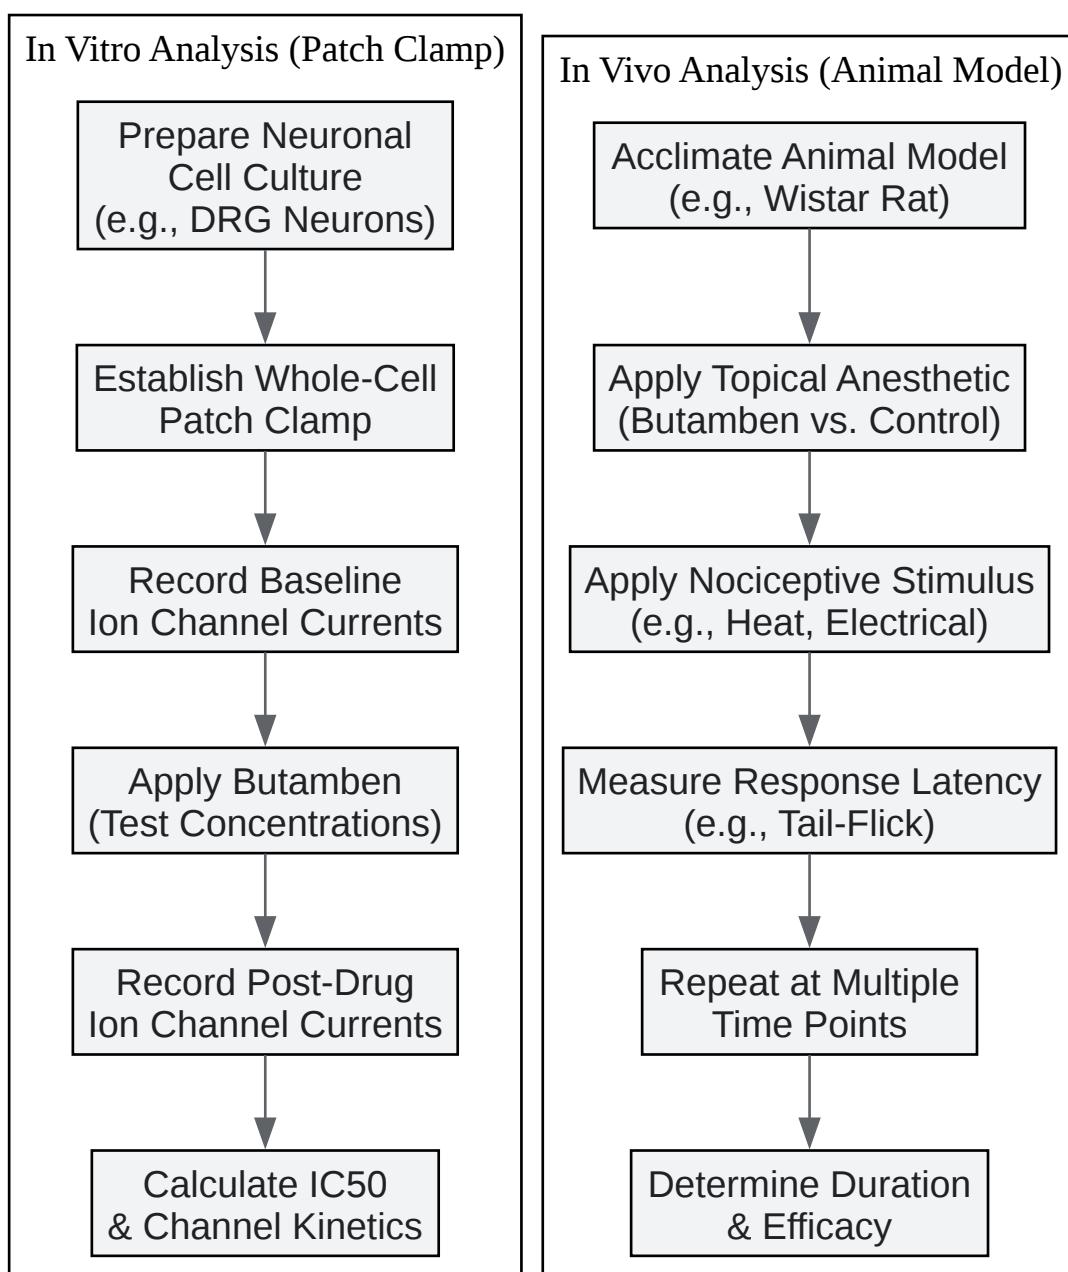 In Vitro Analysis (Patch Clamp)
Prepare Neuronal
Cell Culture
(e.g., DRG Neurons)
Establish Whole-Cell
Patch Clamp
Record Baseline
Ion Channel Currents
Apply Butamben
(Test Concentrations)
Record Post-Drug
Ion Channel Currents
Calculate IC50
& Channel Kinetics
In Vivo Analysis (Animal Model)
Acclimate Animal Model
(e.g., Wistar Rat)
Apply Topical Anesthetic
(Butamben vs. Control)
Apply Nociceptive Stimulus
(e.g., Heat, Electrical)
Measure Response Latency
(e.g., Tail-Flick)
Repeat at Multiple
Time Points
Determine Duration
& Efficacy